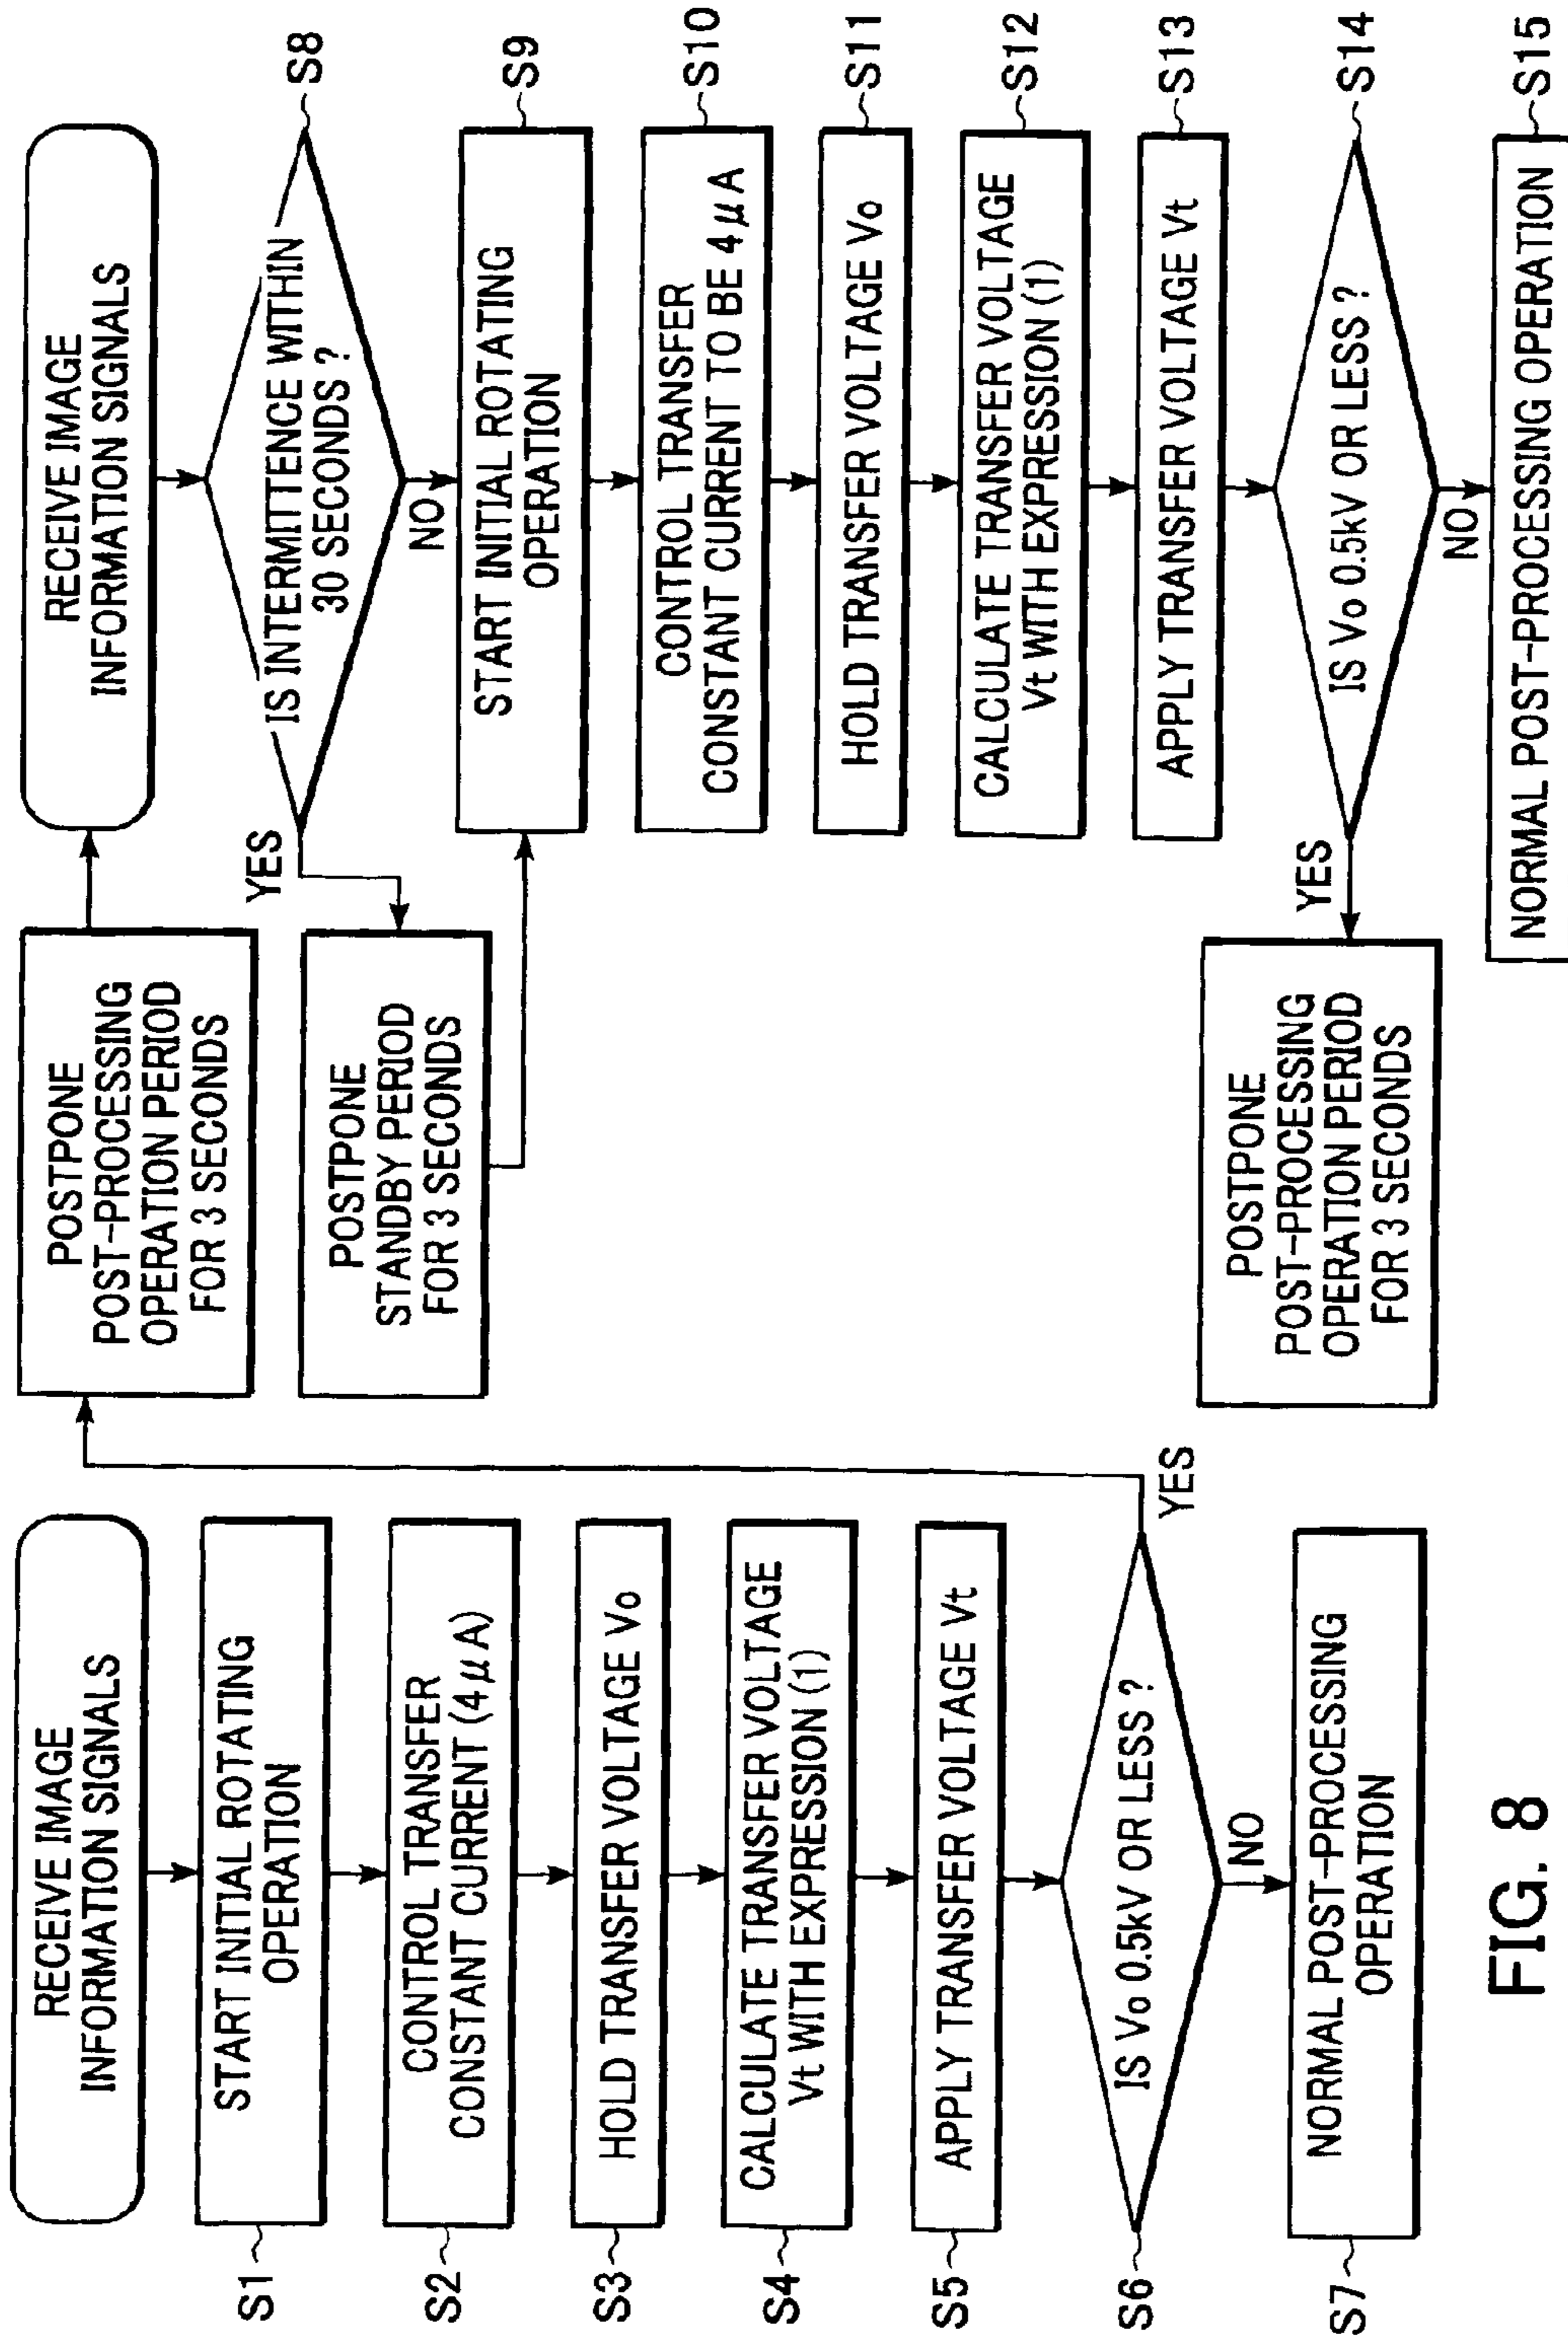 RECEIVE IMAGE
INFORMATION SIGNALS
START INITIAL ROTATING
OPERATION
S1
CONTROL TRANSFER
CONSTANT CURRENT (4μA)
S2
HOLD TRANSFER VOLTAGE Vo
S3
CALCULATE TRANSFER VOLTAGE
Vt WITH EXPRESSION (1)
S4
APPLY TRANSFER VOLTAGE Vt
S5
IS Vo 0.5kV OR LESS ?
S6
YES
NO
NORMAL POST-PROCESSING
OPERATION
S7
POSTPONE
POST-PROCESSING
OPERATION PERIOD
FOR 3 SECONDS
RECEIVE IMAGE
INFORMATION SIGNALS
IS INTERMITTENCE WITHIN
30 SECONDS ?
S8
YES
NO
POSTPONE
STANDBY PERIOD
FOR 3 SECONDS
START INITIAL ROTATING
OPERATION
S9
CONTROL TRANSFER
CONSTANT CURRENT TO BE 4μA
S10
HOLD TRANSFER VOLTAGE Vo
S11
CALCULATE TRANSFER VOLTAGE
Vt WITH EXPRESSION (1)
S12
APPLY TRANSFER VOLTAGE Vt
S13
IS Vo 0.5kV OR LESS ?
S14
YES
NO
POSTPONE
POST-PROCESSING
OPERATION PERIOD
FOR 3 SECONDS
NORMAL POST-PROCESSING OPERATION
S15
FIG. 8